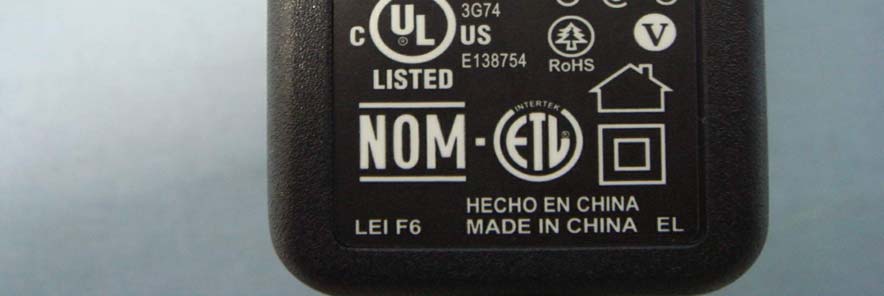 3G74
C UL US
®
E138754
LISTED
RoHS
V
INTERTEK
NOM - ETL ®
HECHO EN CHINA
LEI F6 MADE IN CHINA EL